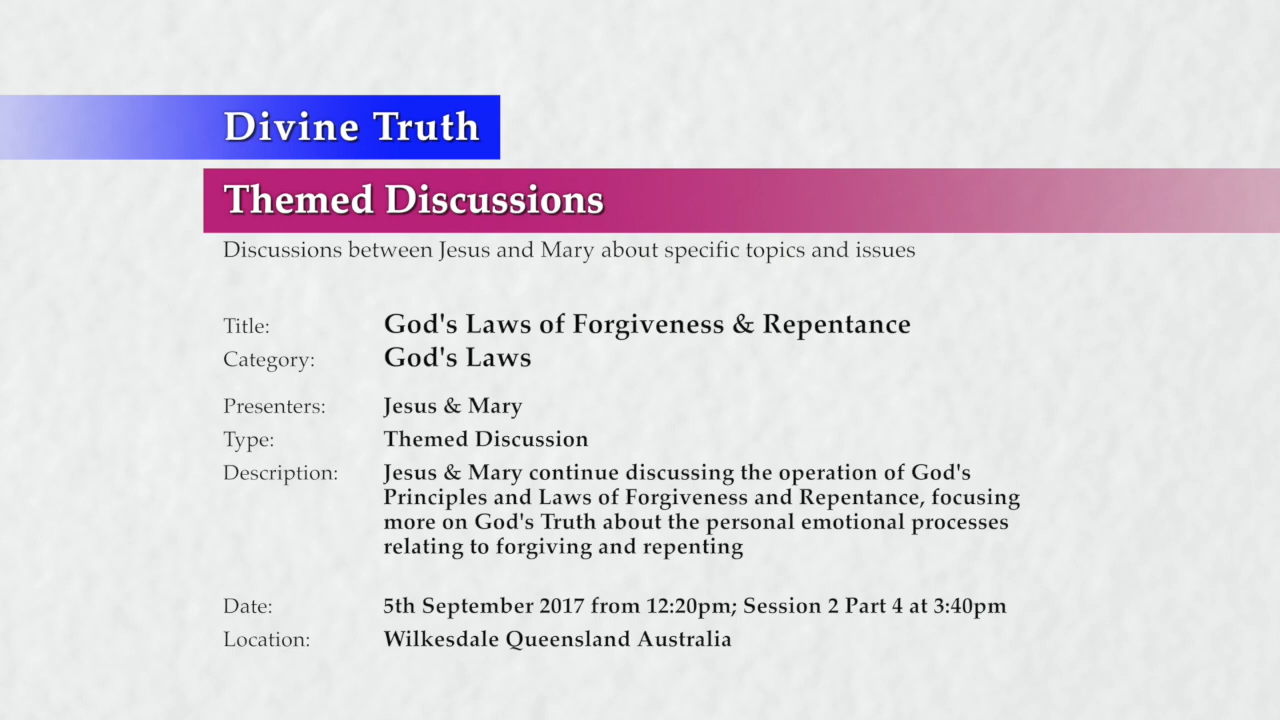 Divine Truth
Themed Discussions
Discussions between Jesus and Mary about specific topics and issues
Title: God's Laws of Forgiveness & Repentance
Category: God's Laws
Presenters: Jesus & Mary
Type: Themed Discussion
Description: Jesus & Mary continue discussing the operation of God's
Principles and Laws of Forgiveness and Repentance, focusing
more on God's Truth about the personal emotional processes
relating to forgiving and repenting
Date: 5th September 2017 from 12:20pm; Session 2 Part 4 at 3:40pm
Location: Wilkesdale Queensland Australia